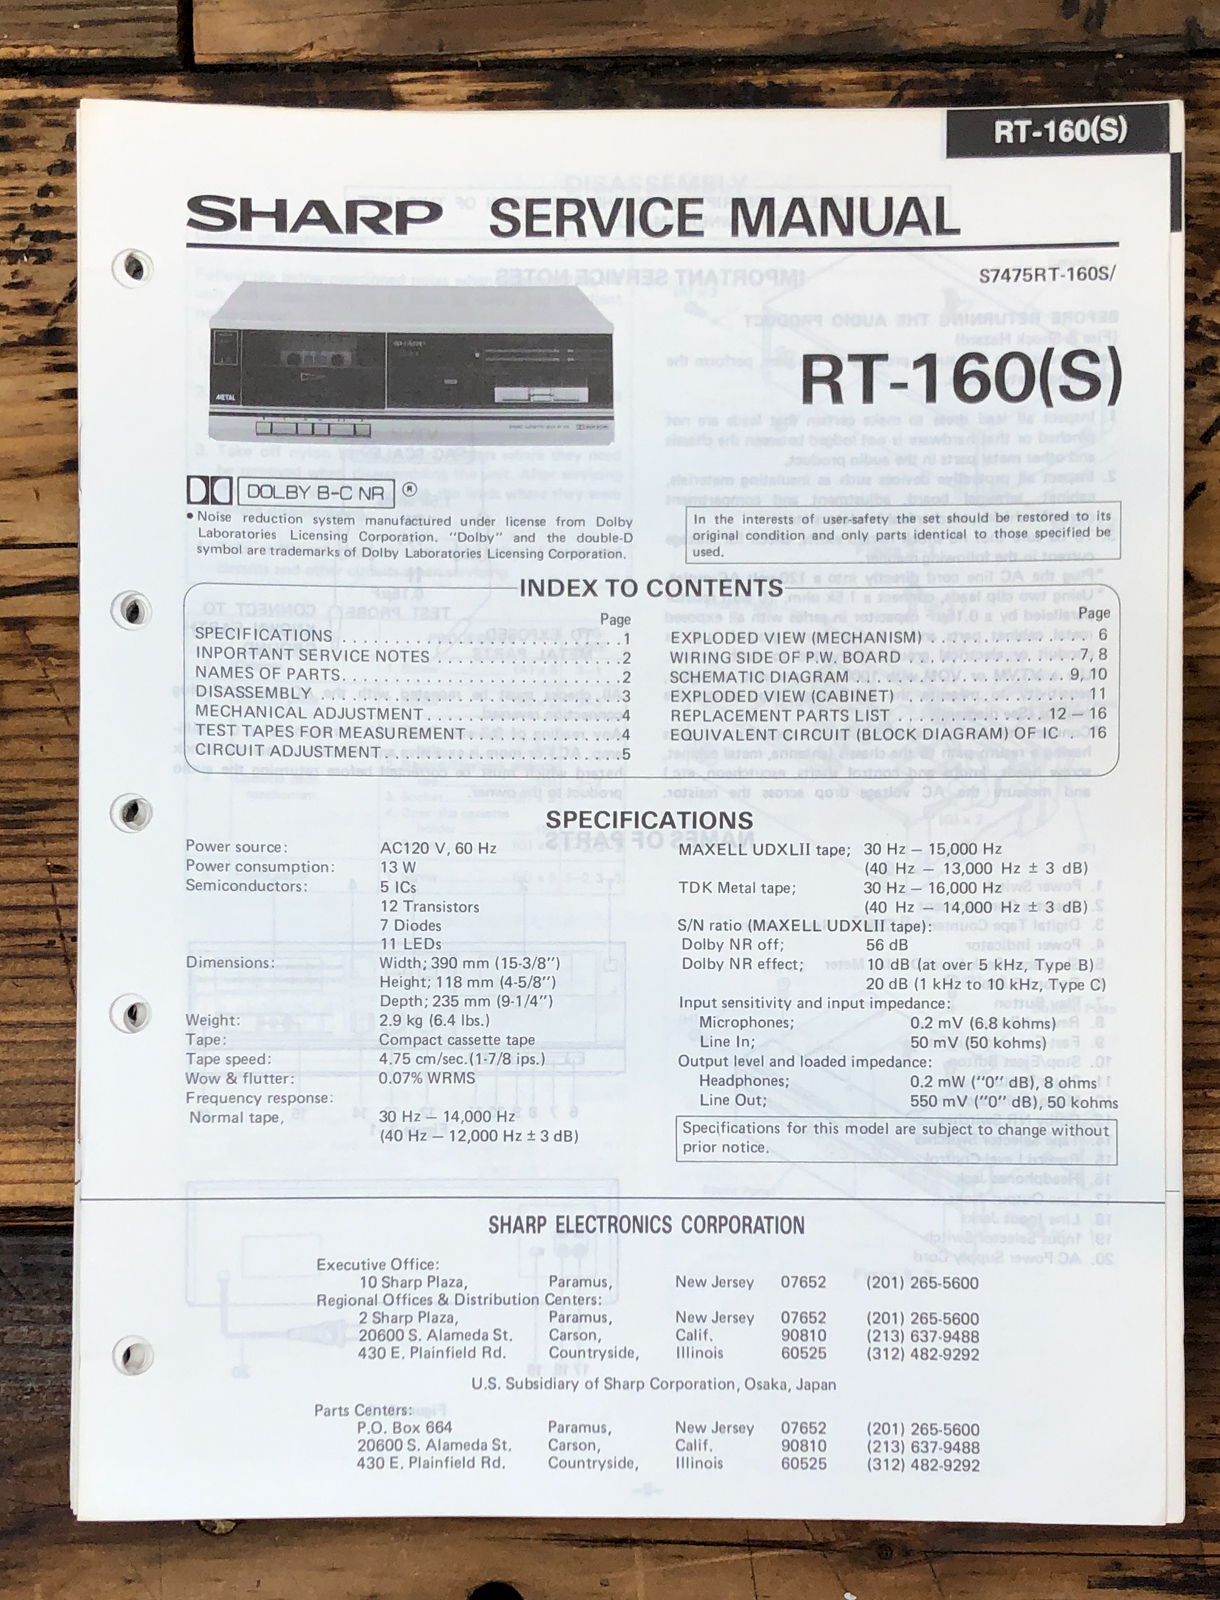 RT-160(S)
SHARP SERVICE MANUAL
S7475RT-160S/
RT-160(S)
METAL
DOLBY B-C NR ®
• Noise reduction system manufactured under license from Dolby
Laboratories Licensing Corporation. "Dolby" and the double-D
symbol are trademarks of Dolby Laboratories Licensing Corporation.
In the interests of user-safety the set should be restored to its
original condition and only parts identical to those specified be
used.
INDEX TO CONTENTS
Page
SPECIFICATIONS . . . . . . . . . . . . . . . . . . . . . . . . . . . 1
INPORTANT SERVICE NOTES . . . . . . . . . . . . . . . . . . 2
NAMES OF PARTS. . . . . . . . . . . . . . . . . . . . . . . . . . . 2
DISASSEMBLY . . . . . . . . . . . . . . . . . . . . . . . . . . . . . 3
MECHANICAL ADJUSTMENT. . . . . . . . . . . . . . . . . . . 4
TEST TAPES FOR MEASUREMENT. . . . . . . . . . . . . . . 4
CIRCUIT ADJUSTMENT. . . . . . . . . . . . . . . . . . . . . . . 5
Page
EXPLODED VIEW (MECHANISM) . . . . . . . . . . . . . . . 6
WIRING SIDE OF P.W. BOARD . . . . . . . . . . . . . . . 7, 8
SCHEMATIC DIAGRAM . . . . . . . . . . . . . . . . . . . . 9, 10
EXPLODED VIEW (CABINET) . . . . . . . . . . . . . . . . . 11
REPLACEMENT PARTS LIST . . . . . . . . . . . . . 12 – 16
EQUIVALENT CIRCUIT (BLOCK DIAGRAM) OF IC . . 16
SPECIFICATIONS
Power source: AC120 V, 60 Hz
Power consumption: 13 W
Semiconductors: 5 ICs
12 Transistors
7 Diodes
11 LEDs
Dimensions: Width; 390 mm (15-3/8")
Height; 118 mm (4-5/8")
Depth; 235 mm (9-1/4")
Weight: 2.9 kg (6.4 lbs.)
Tape: Compact cassette tape
Tape speed: 4.75 cm/sec.(1-7/8 ips.)
Wow & flutter: 0.07% WRMS
Frequency response:
Normal tape, 30 Hz – 14,000 Hz
(40 Hz – 12,000 Hz ± 3 dB)
MAXELL UDXLII tape; 30 Hz – 15,000 Hz
(40 Hz – 13,000 Hz ± 3 dB)
TDK Metal tape; 30 Hz – 16,000 Hz
(40 Hz – 14,000 Hz ± 3 dB)
S/N ratio (MAXELL UDXLII tape):
Dolby NR off; 56 dB
Dolby NR effect; 10 dB (at over 5 kHz, Type B)
20 dB (1 kHz to 10 kHz, Type C)
Input sensitivity and input impedance:
Microphones; 0.2 mV (6.8 kohms)
Line In; 50 mV (50 kohms)
Output level and loaded impedance:
Headphones; 0.2 mW ("0" dB), 8 ohms
Line Out; 550 mV ("0" dB), 50 kohms
Specifications for this model are subject to change without
prior notice.
SHARP ELECTRONICS CORPORATION
Executive Office:
10 Sharp Plaza, Paramus, New Jersey 07652 (201) 265-5600
Regional Offices & Distribution Centers:
2 Sharp Plaza, Paramus, New Jersey 07652 (201) 265-5600
20600 S. Alameda St. Carson, Calif. 90810 (213) 637-9488
430 E. Plainfield Rd. Countryside, Illinois 60525 (312) 482-9292
U.S. Subsidiary of Sharp Corporation, Osaka, Japan
Parts Centers:
P.O. Box 664 Paramus, New Jersey 07652 (201) 265-5600
20600 S. Alameda St. Carson, Calif. 90810 (213) 637-9488
430 E. Plainfield Rd. Countryside, Illinois 60525 (312) 482-9292